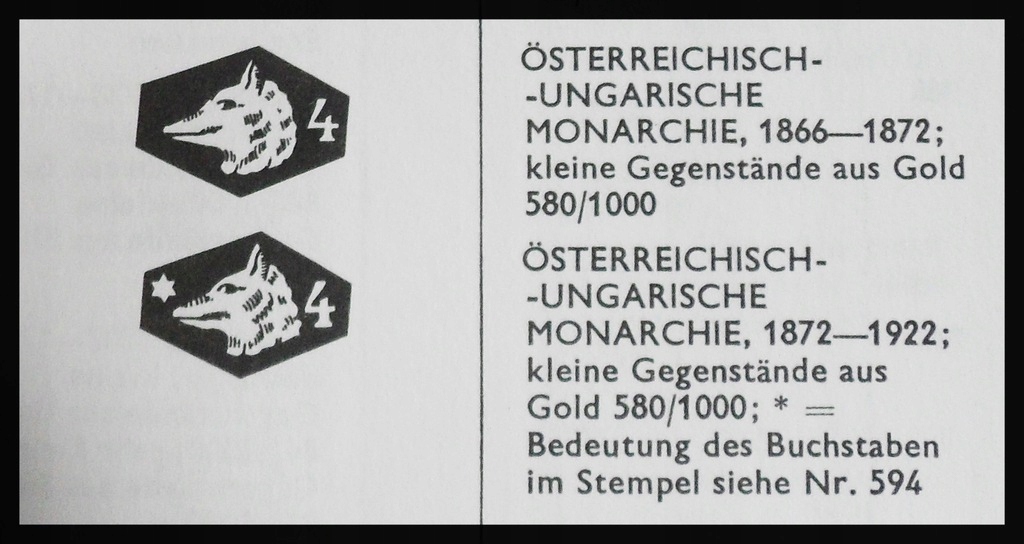 4
ÖSTERREICHISCH-
-UNGARISCHE
MONARCHIE, 1866—1872;
kleine Gegenstände aus Gold
580/1000
4
ÖSTERREICHISCH-
-UNGARISCHE
MONARCHIE, 1872—1922;
kleine Gegenstände aus
Gold 580/1000; * =
Bedeutung des Buchstaben
im Stempel siehe Nr. 594